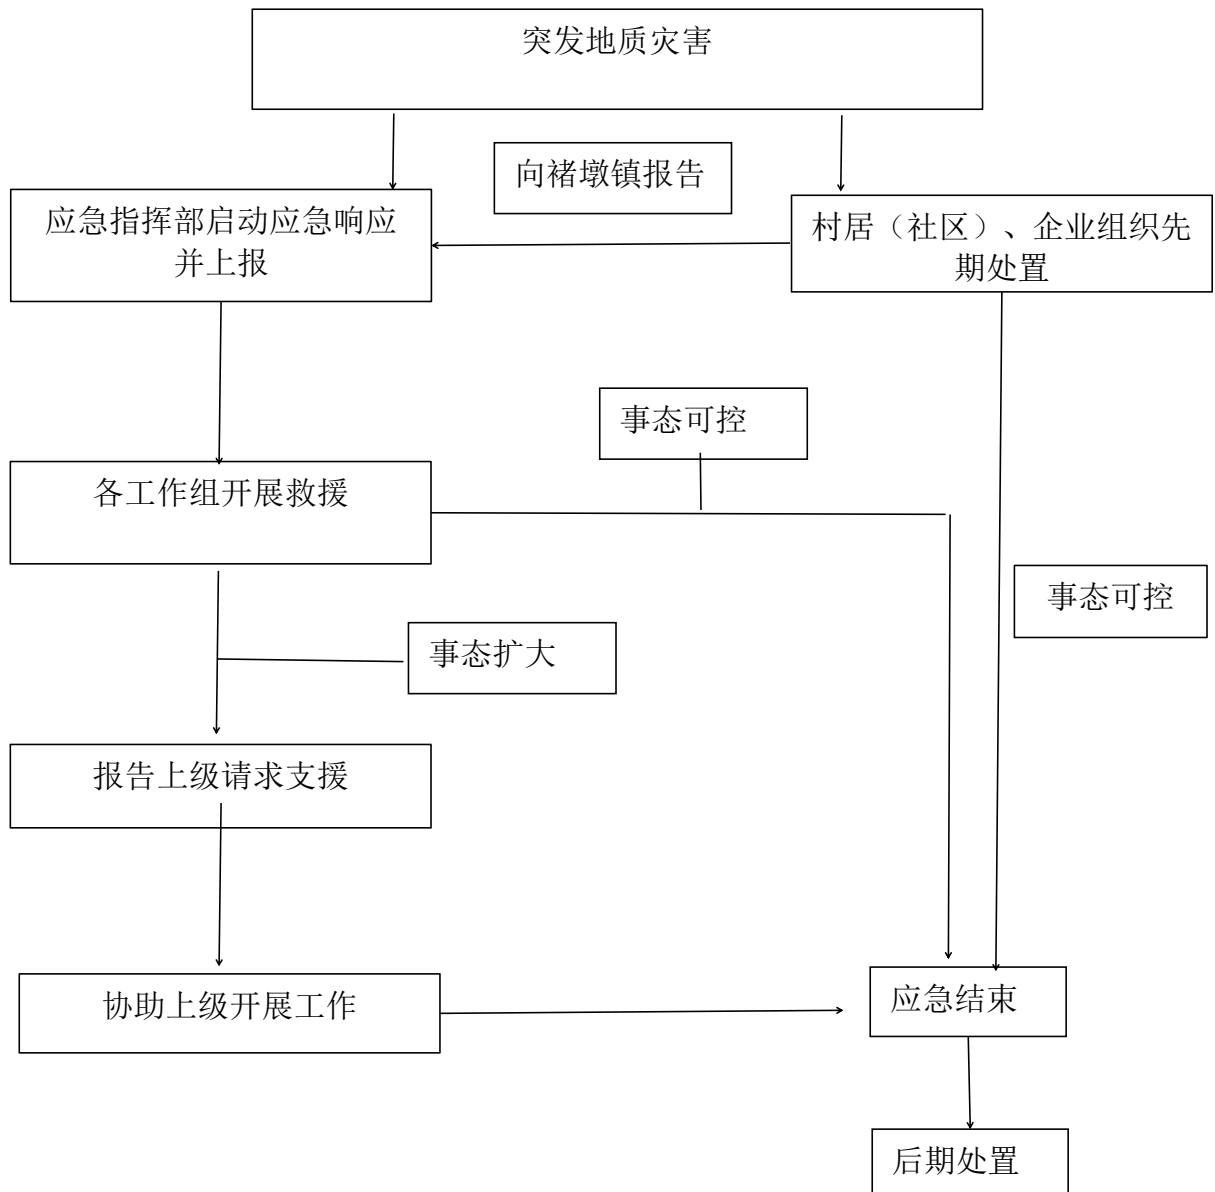 突发地质灾害
向褚墩镇报告
应急指挥部启动应急响应
并上报
村居（社区）、企业组织先
期处置
事态可控
各工作组开展救援
事态可控
事态扩大
报告上级请求支援
协助上级开展工作
应急结束
后期处置